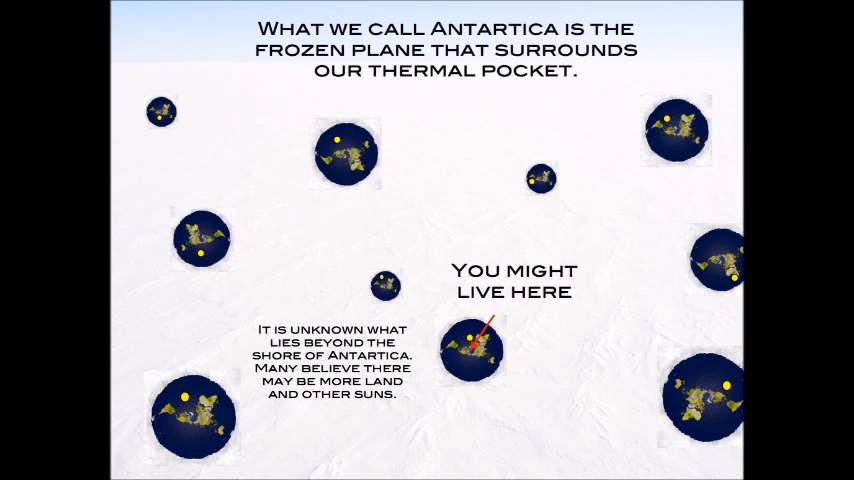 What we call Antartica is the
frozen plane that surrounds
our thermal pocket.
You might
live here
It is unknown what
lies beyond the
shore of Antartica.
Many believe there
may be more land
and other suns.